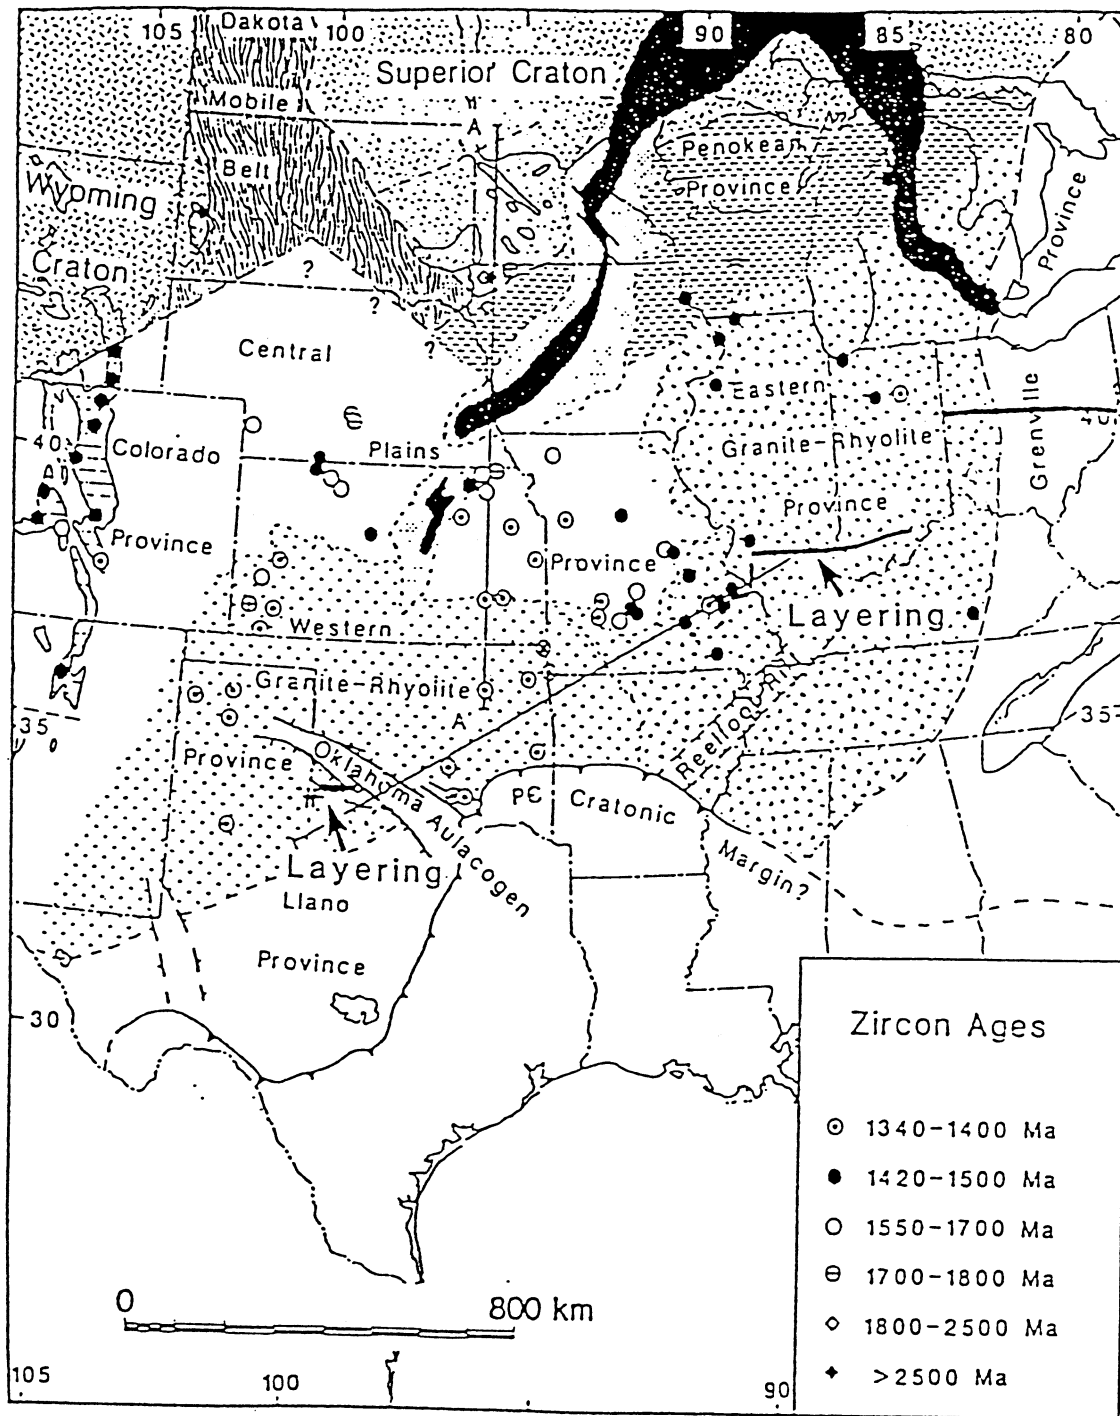 105
Dakota
100
90
85
80
Superior Craton
Mobile
A
Penokean
Belt
Province
Wyoming
Craton
Province
?
?
?
Central
Eastern
40
Colorado
Plains
Granite-Rhyolite
Grenville
Province
Province
Province
Layering
Western
Granite-Rhyolite
A
35
35
Province
Oklahoma Aulacogen
Reelfoot
P€ Cratonic
Margin?
Layering
Llano
Province
30
Zircon Ages
1340-1400 Ma
1420-1500 Ma
1550-1700 Ma
1700-1800 Ma
1800-2500 Ma
>2500 Ma
0
800 km
105
100
90